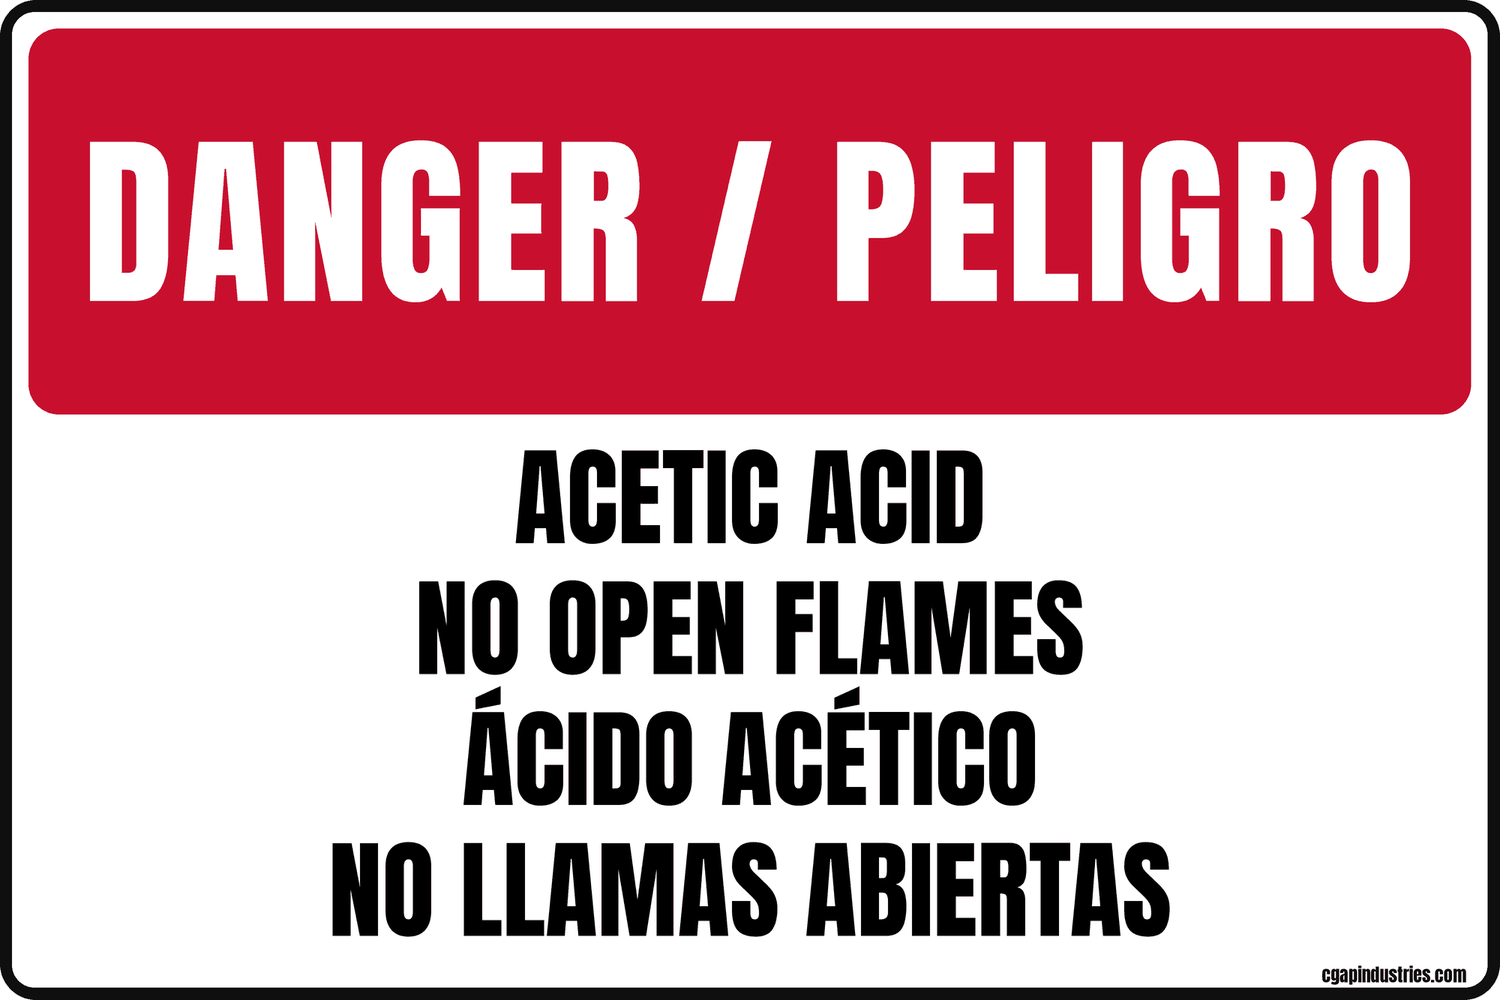 DANGER / PELIGRO
ACETIC ACID
NO OPEN FLAMES
ÁCIDO ACÉTICO
NO LLAMAS ABIERTAS
cgapindustries.com